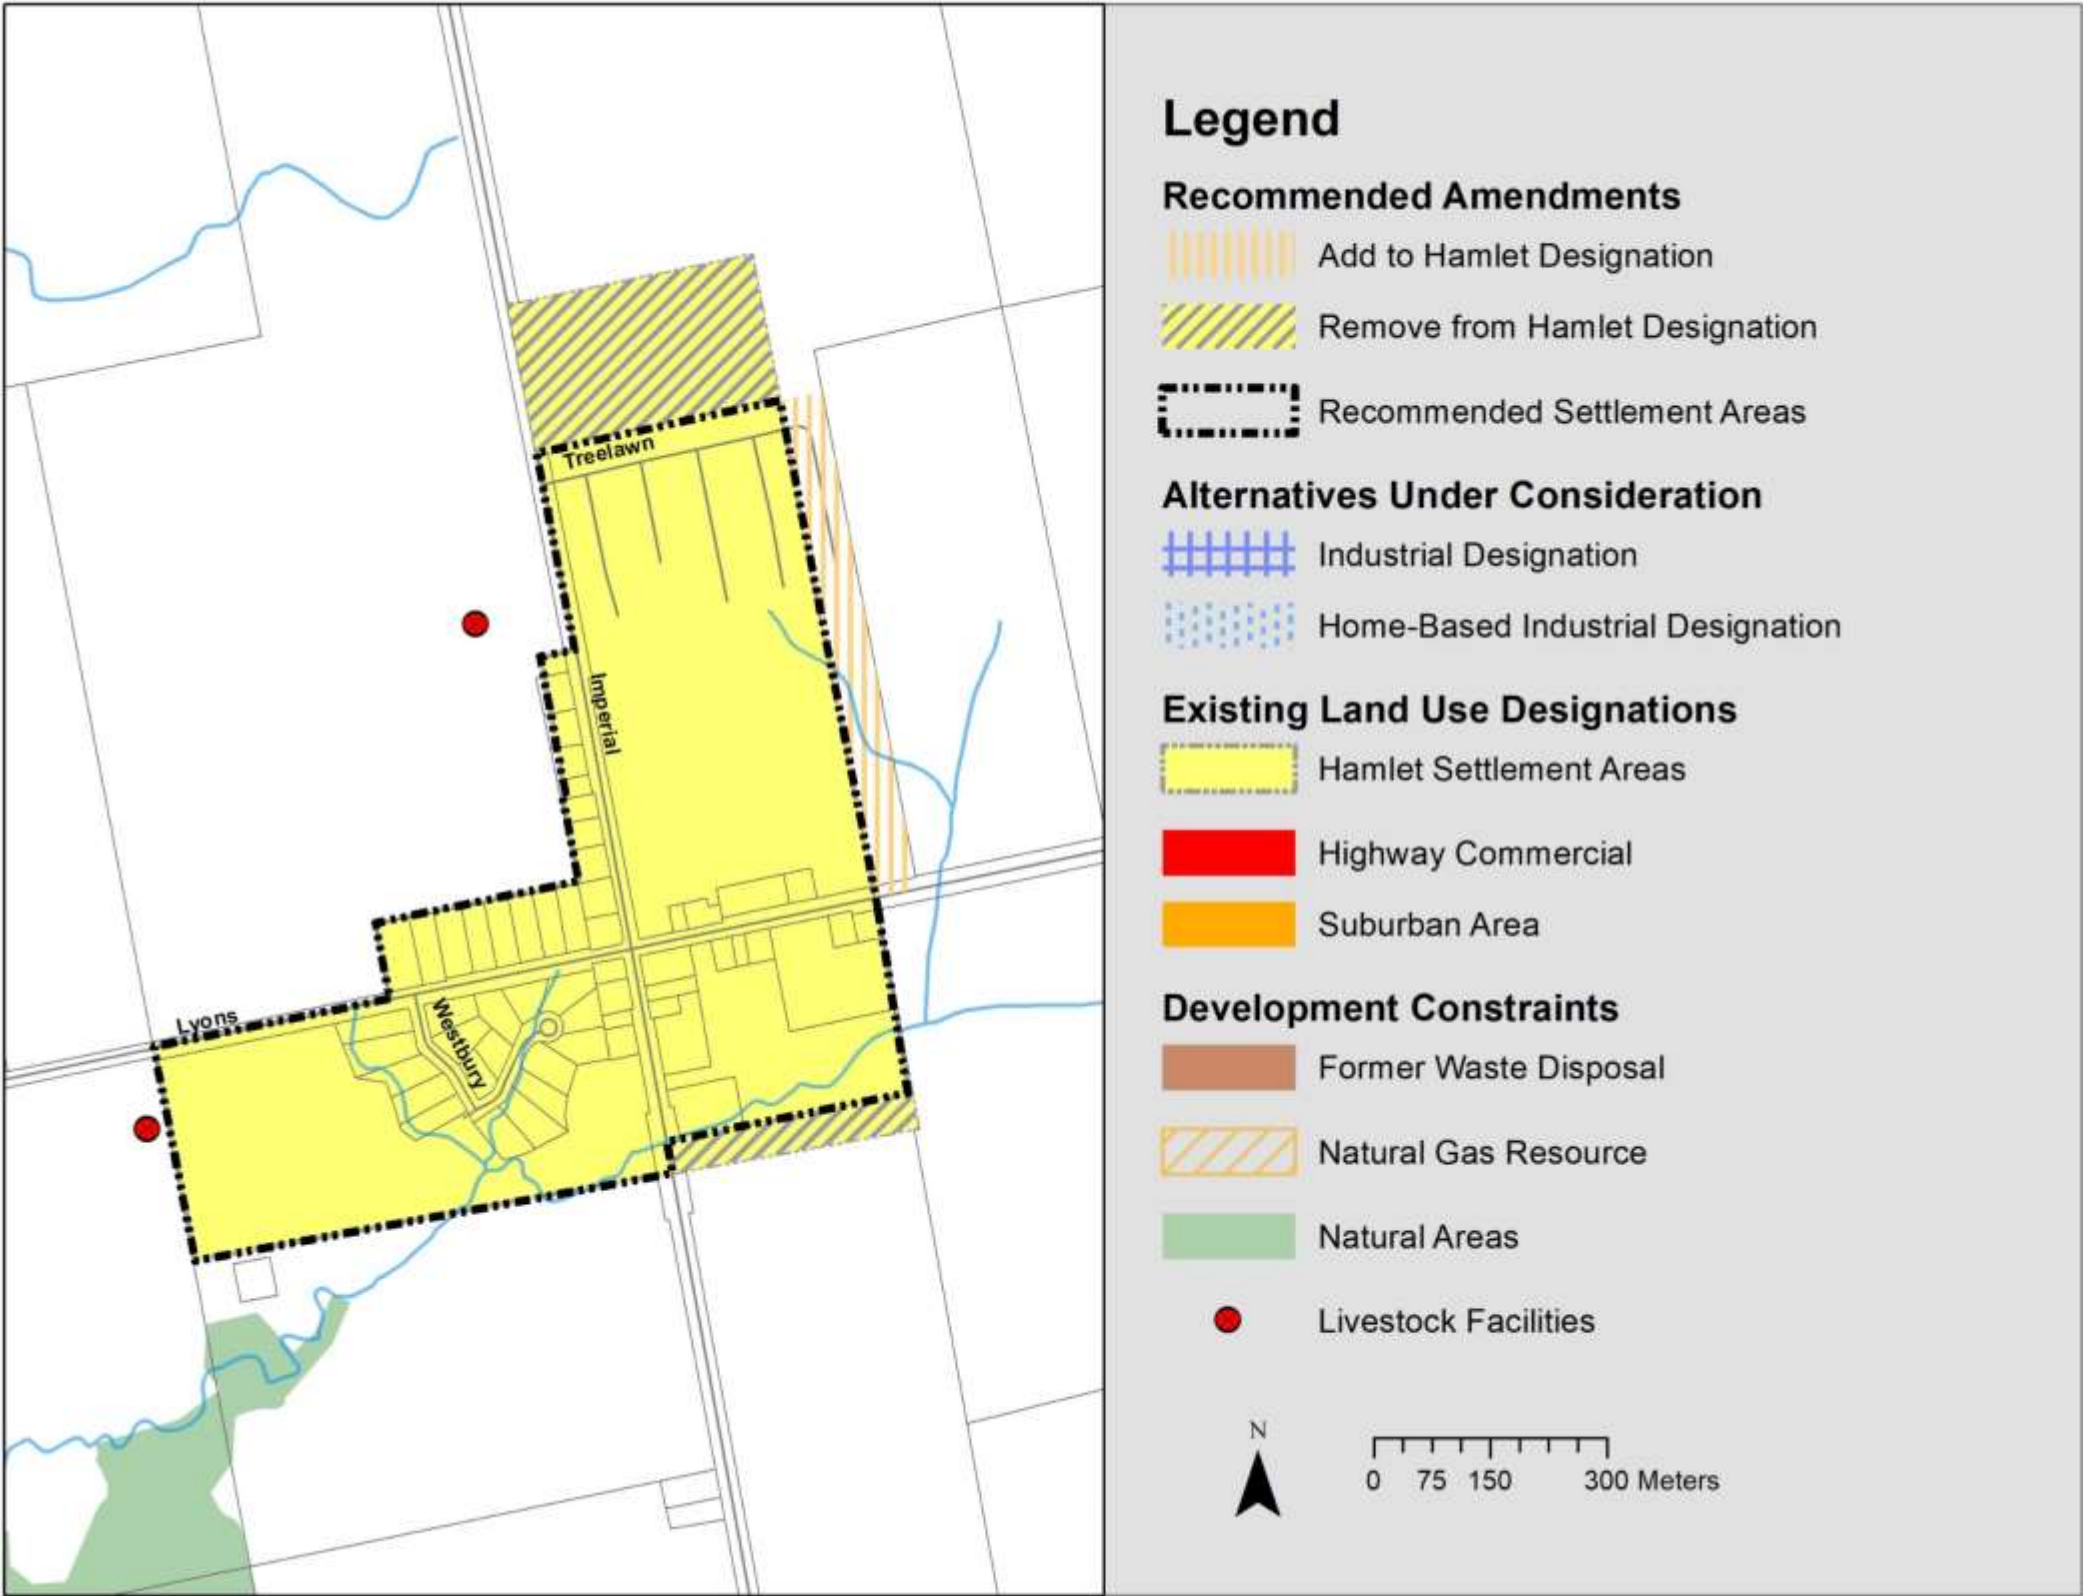 Treelawn
Imperial
Lyons
Westbury
Legend
Recommended Amendments
Add to Hamlet Designation
Remove from Hamlet Designation
Recommended Settlement Areas
Alternatives Under Consideration
Industrial Designation
Home-Based Industrial Designation
Existing Land Use Designations
Hamlet Settlement Areas
Highway Commercial
Suburban Area
Development Constraints
Former Waste Disposal
Natural Gas Resource
Natural Areas
Livestock Facilities
N
0 75 150 300 Meters